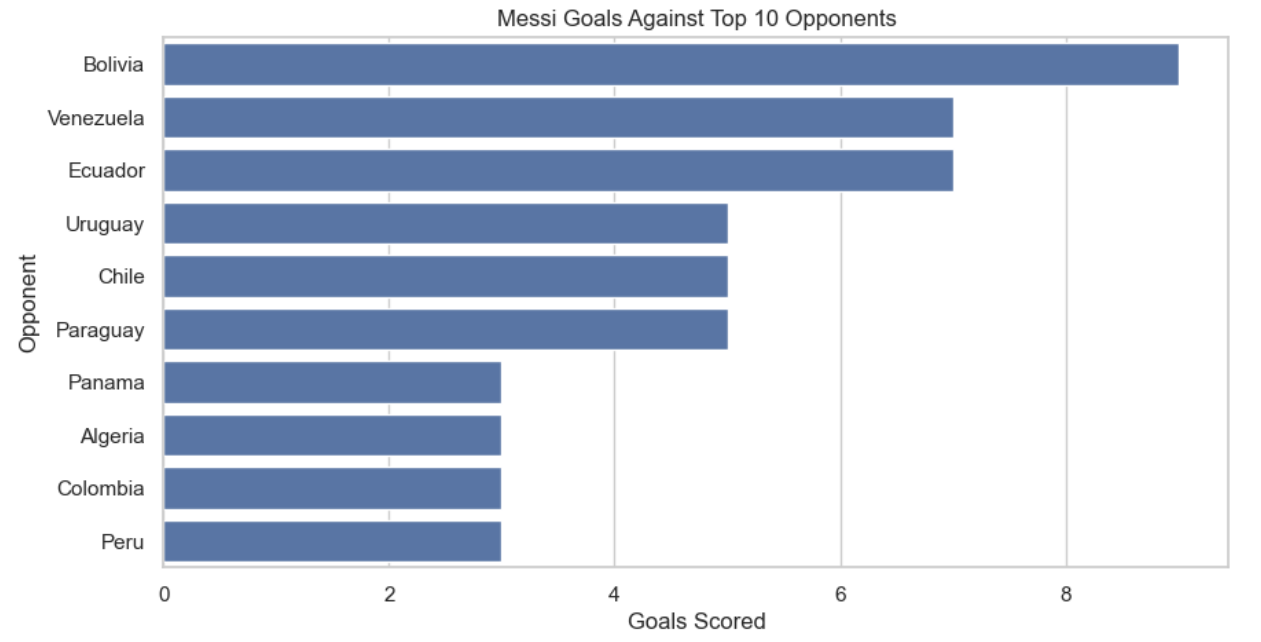 Messi Goals Against Top 10 Opponents
Bolivia
Venezuela
Ecuador
Uruguay
Chile
Paraguay
Panama
Algeria
Colombia
Peru
Opponent
0 2 4 6 8
Goals Scored